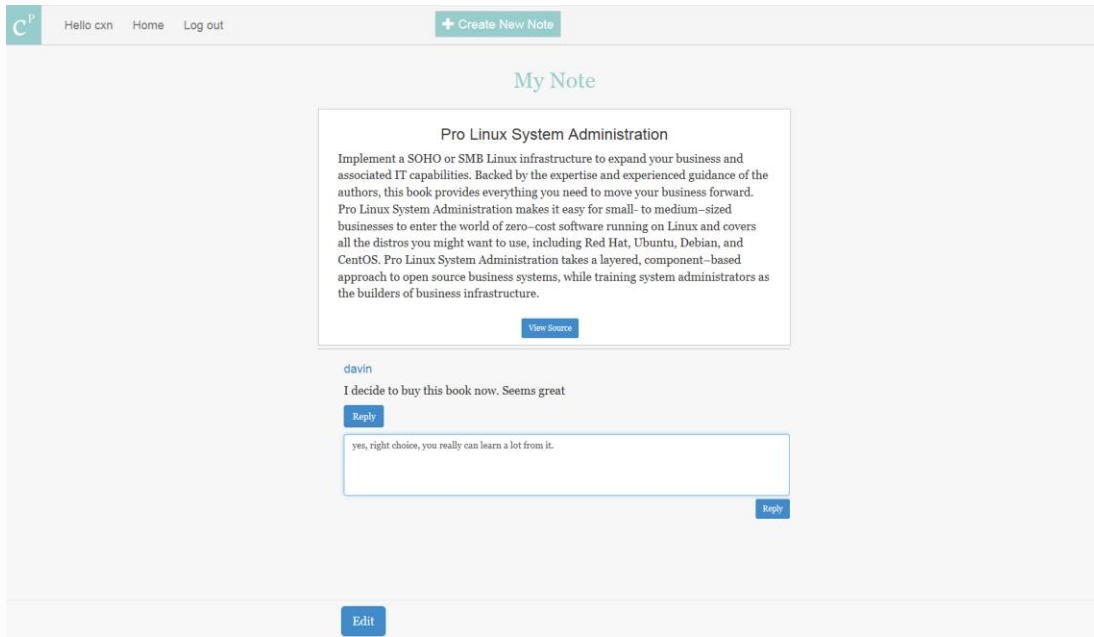 CP
Hello cxn Home Log out
+ Create New Note
My Note
Pro Linux System Administration
Implement a SOHO or SMB Linux infrastructure to expand your business and
associated IT capabilities. Backed by the expertise and experienced guidance of the
authors, this book provides everything you need to move your business forward.
Pro Linux System Administration makes it easy for small- to medium–sized
businesses to enter the world of zero–cost software running on Linux and covers
all the distros you might want to use, including Red Hat, Ubuntu, Debian, and
CentOS. Pro Linux System Administration takes a layered, component–based
approach to open source business systems, while training system administrators as
the builders of business infrastructure.
View Source
davin
I decide to buy this book now. Seems great
Reply
yes, right choice, you really can learn a lot from it.
Reply
Edit